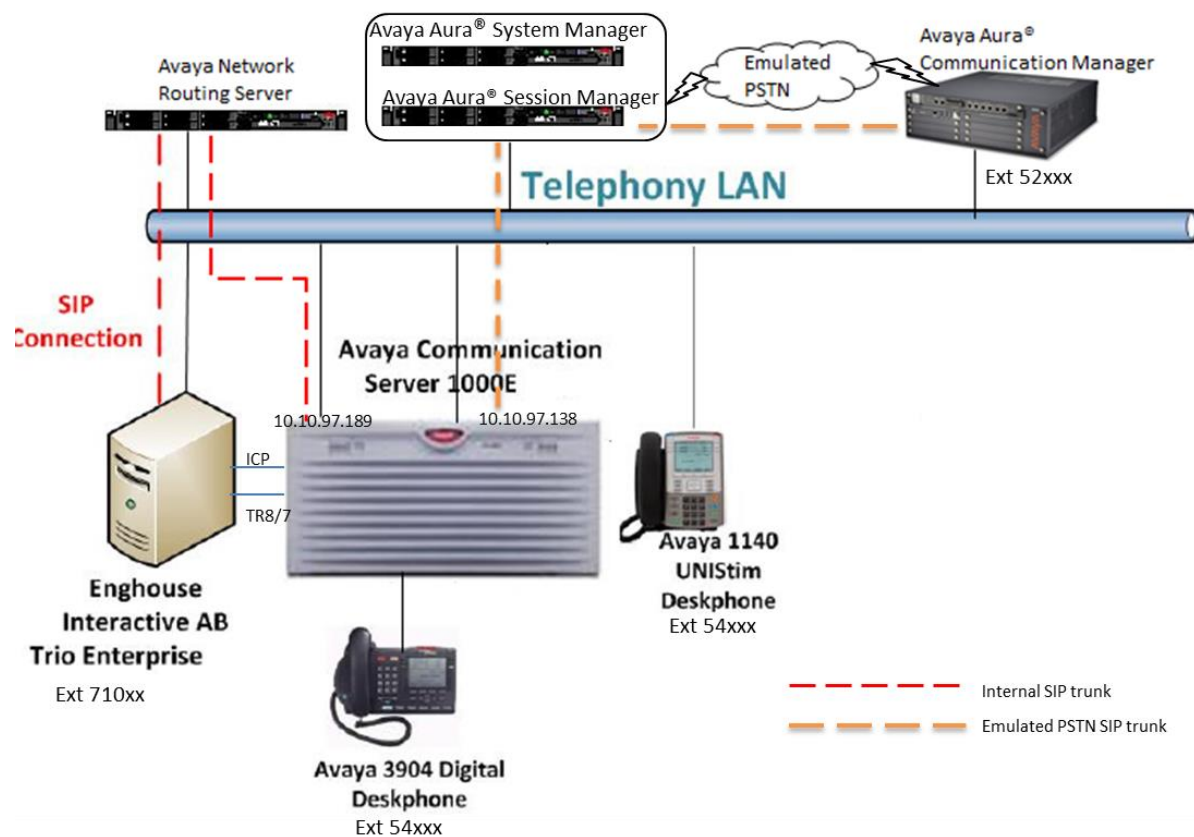 Avaya Aura® System Manager
Avaya Aura® Session Manager
Avaya Network
Routing Server
Emulated
PSTN
Avaya Aura®
Communication Manager
Ext 52xxx
Telephony LAN
SIP
Connection
Avaya Communication
Server 1000E
10.10.97.189
10.10.97.138
ICP
TR8/7
Enghouse
Interactive AB
Trio Enterprise
Ext 710xx
Avaya 1140
UNIStim
Deskphone
Ext 54xxx
Avaya 3904 Digital
Deskphone
Ext 54xxx
Internal SIP trunk
Emulated PSTN SIP trunk